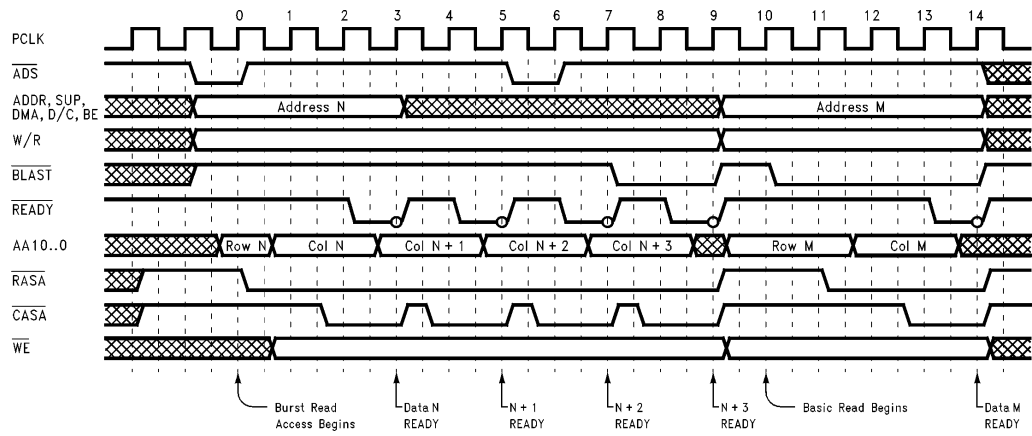 0 1 2 3 4 5 6 7 8 9 10 11 12 13 14
PCLK
ADS
ADDR, SUP,
DMA, D/C, BE
Address N
Address M
W/R
BLAST
READY
AA10..0
Row N
Col N
Col N + 1
Col N + 2
Col N + 3
Row M
Col M
RASA
CASA
WE
Burst Read
Access Begins
Data N
READY
N + 1
READY
N + 2
READY
N + 3
READY
Basic Read Begins
Data M
READY